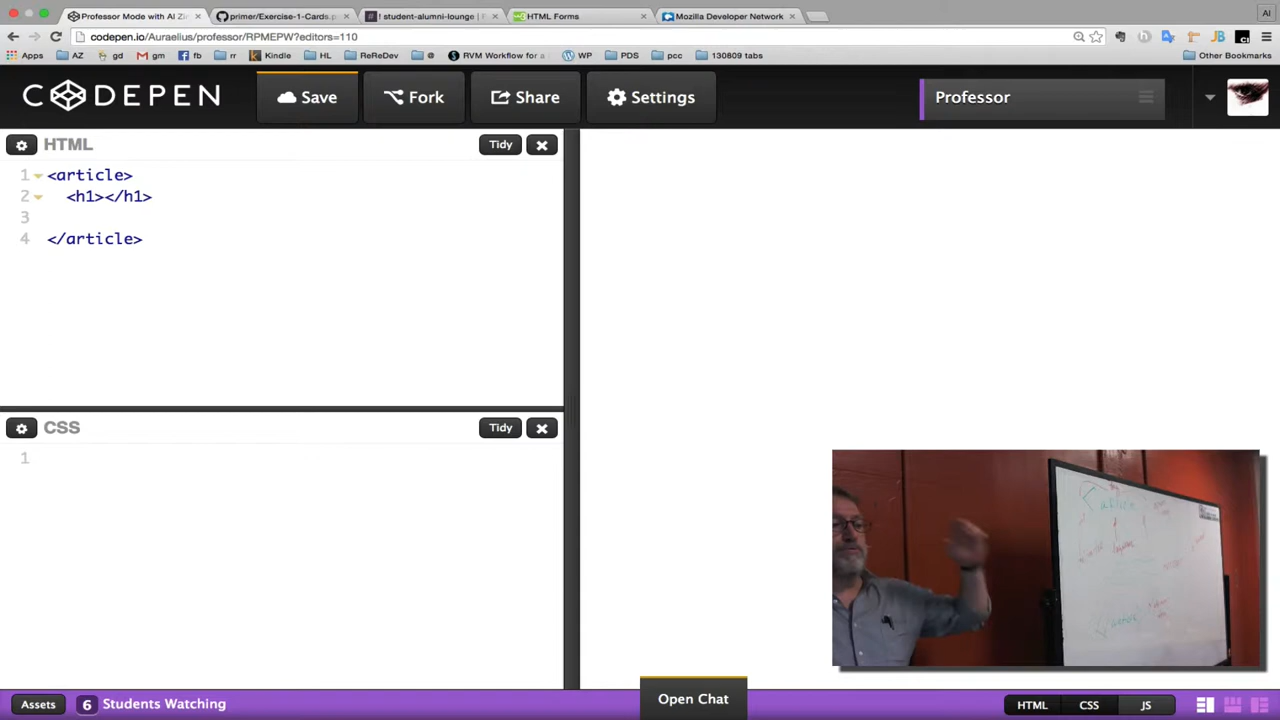 Professor Mode with Al Zi
primer/Exercise-1-Cards.p
! student-alumni-lounge |
HTML Forms
Mozilla Developer Network
Al
codepen.io/Auraelius/professor/RPMEPW?editors=110
Apps
AZ
gd
gm
fb
rr
Kindle
HL
ReReDev
@
RVM Workflow for
WP
PDS
pcc
130809 tabs
Other Bookmarks
CODEPEN
Save
Fork
Share
Settings
Professor
HTML
Tidy
1 <article>
2 <h1></h1>
3
4 </article>
CSS
Tidy
1
Assets
6 Students Watching
Open Chat
HTML
CSS
JS